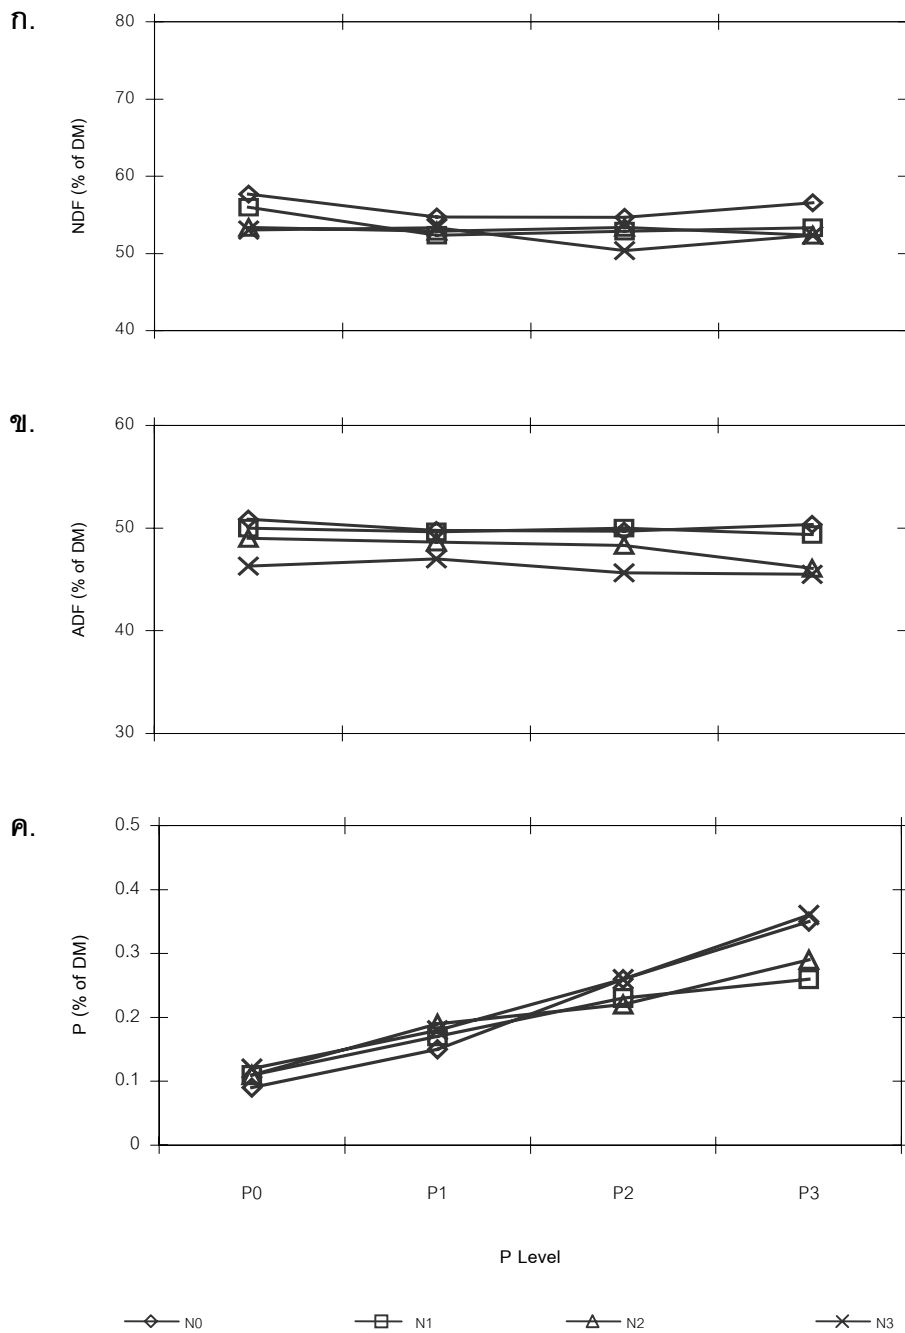 ก.
80
70
60
50
40
NDF (% of DM)
ข.
60
50
40
30
ADF (% of DM)
ค.
0.5
0.4
0.3
0.2
0.1
0
P (% of DM)
P0 P1 P2 P3
P Level
N0 N1 N2 N3